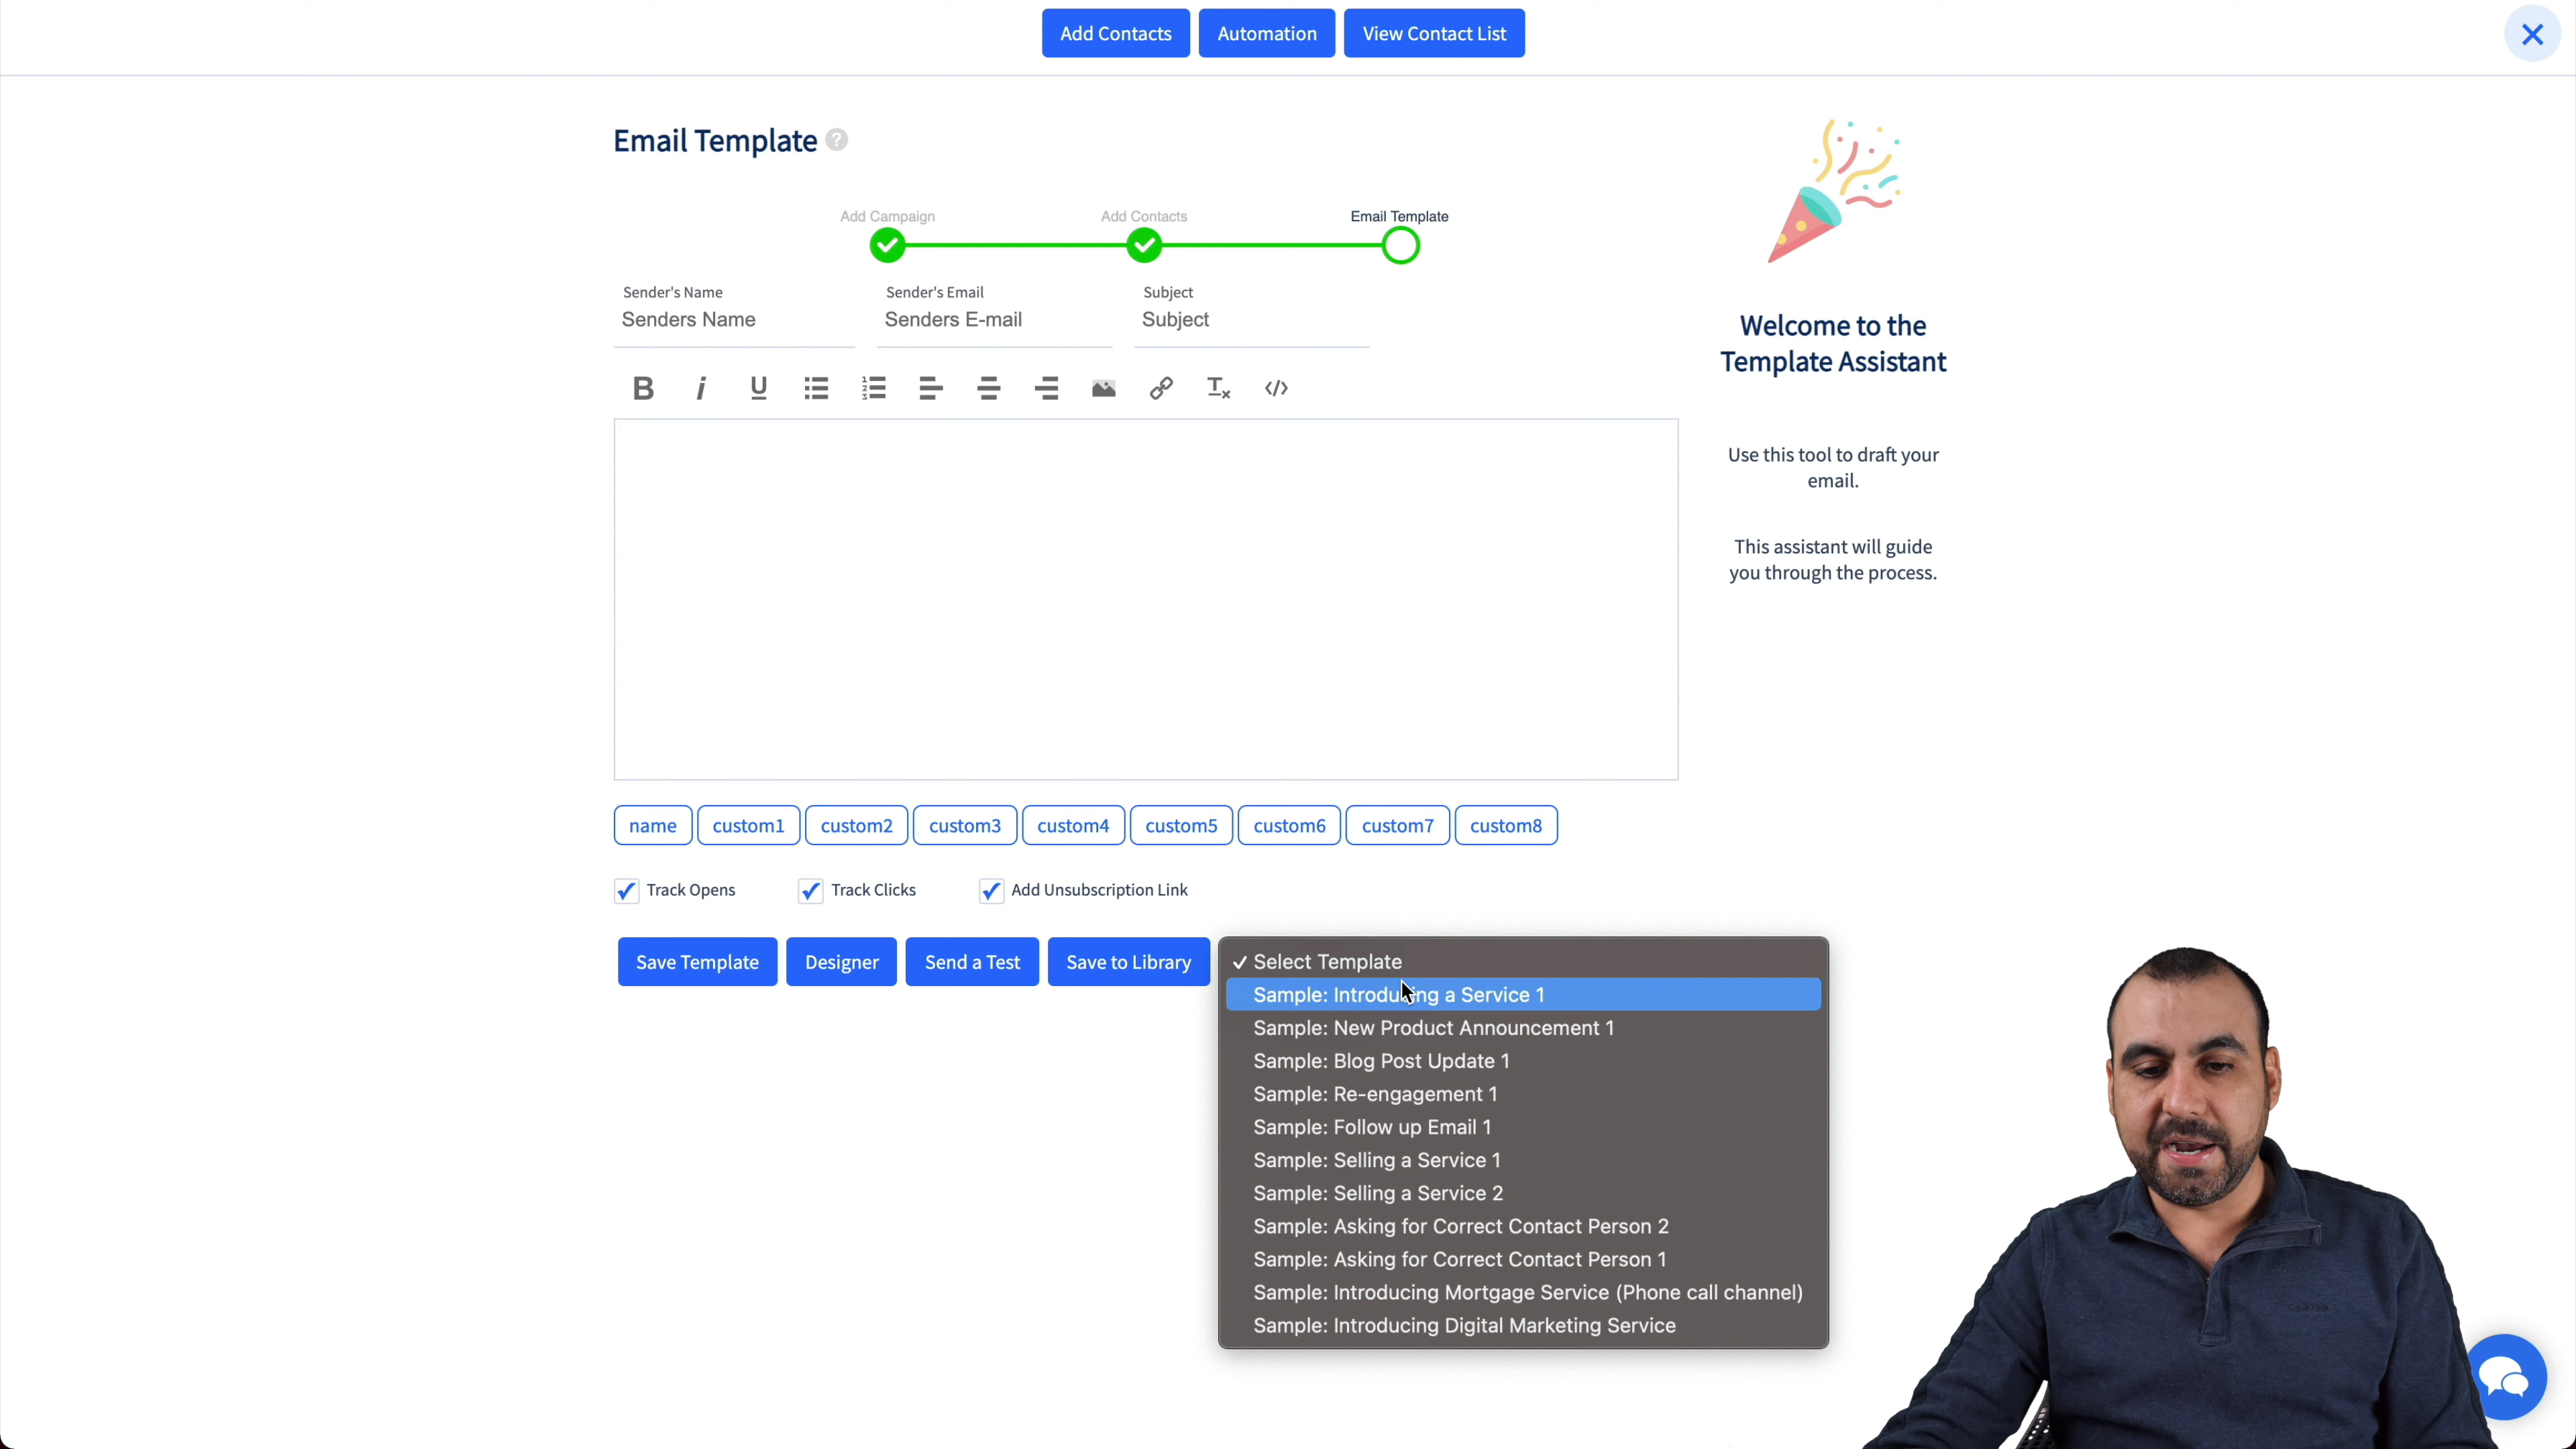 Add Contacts
Automation
View Contact List
Email Template ?
Add Campaign
Add Contacts
Email Template
Sender's Name
Sender's Email
Subject
Senders Name
Senders E-mail
Subject
Welcome to the
Template Assistant
Use this tool to draft your
email.
This assistant will guide
you through the process.
name
custom1
custom2
custom3
custom4
custom5
custom6
custom7
custom8
Track Opens
Track Clicks
Add Unsubscription Link
Save Template
Designer
Send a Test
Save to Library
Select Template
Sample: Introducing a Service 1
Sample: New Product Announcement 1
Sample: Blog Post Update 1
Sample: Re-engagement 1
Sample: Follow up Email 1
Sample: Selling a Service 1
Sample: Selling a Service 2
Sample: Asking for Correct Contact Person 2
Sample: Asking for Correct Contact Person 1
Sample: Introducing Mortgage Service (Phone call channel)
Sample: Introducing Digital Marketing Service